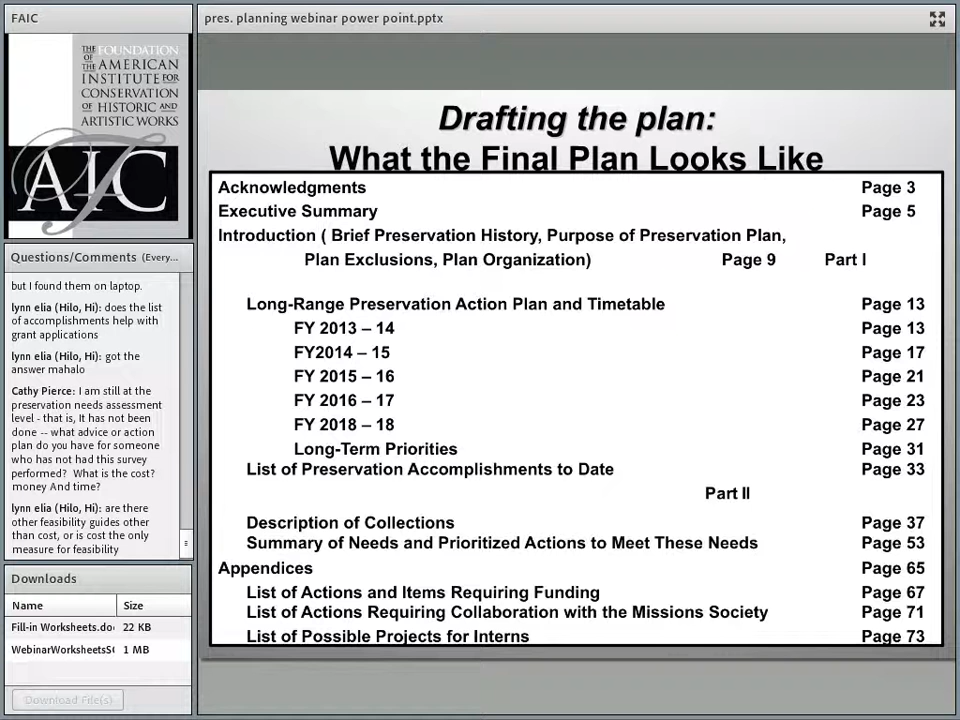 FAIC
THE FOUNDATION
OF THE AMERICAN
INSTITUTE FOR
CONSERVATION
OF HISTORIC AND
ARTISTIC WORKS
AIC
Questions/Comments (Every...
but I found them on laptop.
lynn elia (Hilo, Hi): does the list
of accomplishments help with
grant applications
lynn elia (Hilo, Hi): got the
answer mahalo
Cathy Pierce: I am still at the
preservation needs assessment
level - that is, It has not been
done -- what advice or action
plan do you have for someone
who has not had this survey
performed? What is the cost?
money And time?
lynn elia (Hilo, Hi): are there
other feasibility guides other
than cost, or is cost the only
measure for feasibility
Downloads
Name Size
Fill-in Worksheets.do 22 KB
WebinarWorksheetsS 1 MB
Download File(s)
pres. planning webinar power point.pptx
Drafting the plan:
What the Final Plan Looks Like
Acknowledgments Page 3
Executive Summary Page 5
Introduction ( Brief Preservation History, Purpose of Preservation Plan,
Plan Exclusions, Plan Organization) Page 9 Part I
Long-Range Preservation Action Plan and Timetable Page 13
FY 2013 – 14 Page 13
FY2014 – 15 Page 17
FY 2015 – 16 Page 21
FY 2016 – 17 Page 23
FY 2018 – 18 Page 27
Long-Term Priorities Page 31
List of Preservation Accomplishments to Date Page 33
Part II
Description of Collections Page 37
Summary of Needs and Prioritized Actions to Meet These Needs Page 53
Appendices Page 65
List of Actions and Items Requiring Funding Page 67
List of Actions Requiring Collaboration with the Missions Society Page 71
List of Possible Projects for Interns Page 73